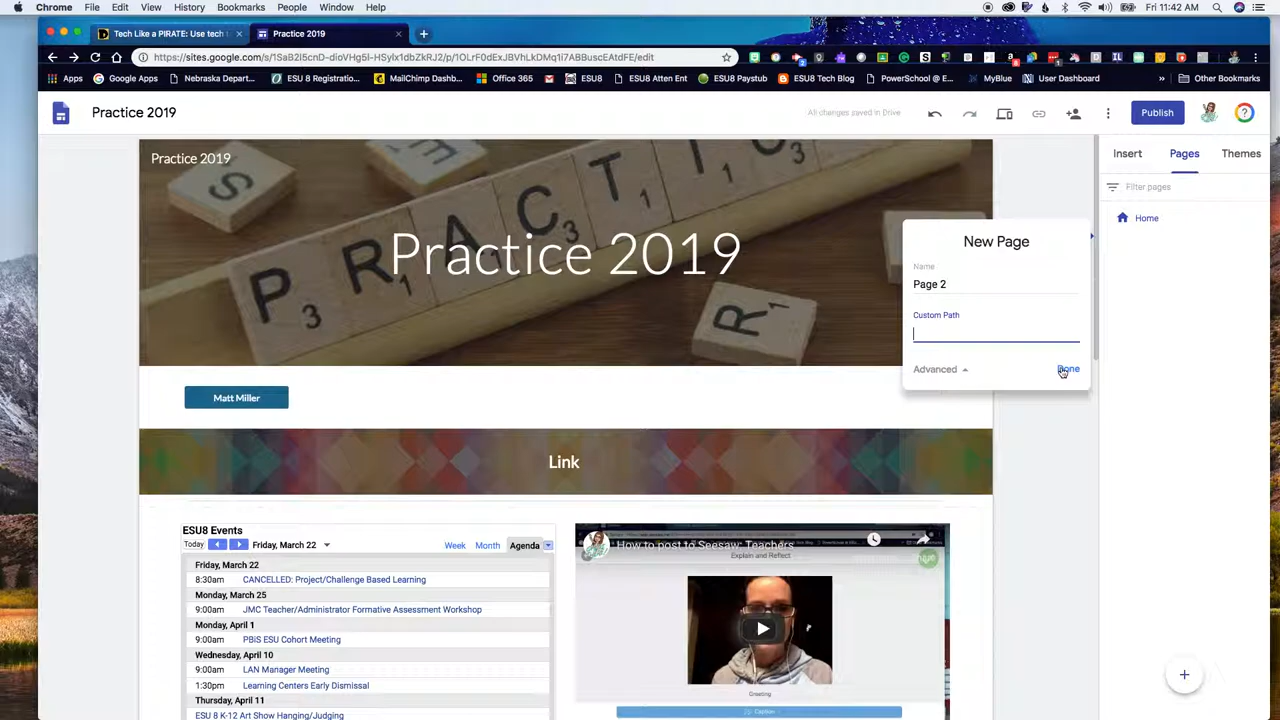 Chrome File Edit View History Bookmarks People Window Help Fri 11:42 AM
Tech Like a PIRATE: Use tech
Practice 2019
https://sites.google.com/s/1SaB2I5cnD-dioVHg5I-HSylx1dbZkRJ2/p/1OLrF0dExJBVhLkDMq1i7ABBuscEAtdFE/edit
Apps Google Apps Nebraska Depart... ESU 8 Registratio... MailChimp Dashb... Office 365 ESU8 ESU8 Atten Ent ESU8 Paystub ESU8 Tech Blog PowerSchool @ E... MyBlue User Dashboard » Other Bookmarks
Practice 2019
All changes saved in Drive
Publish
Insert Pages Themes
Filter pages
Home
Practice 2019
PRACTIC
Practice 2019
New Page
Name
Page 2
Custom Path
Advanced Done
Matt Miller
Link
ESU8 Events
Today Friday, March 22 Week Month Agenda
Friday, March 22
8:30am CANCELLED: Project/Challenge Based Learning
Monday, March 25
9:00am JMC Teacher/Administrator Formative Assessment Workshop
Monday, April 1
9:00am PBiS ESU Cohort Meeting
Wednesday, April 10
9:00am LAN Manager Meeting
1:30pm Learning Centers Early Dismissal
Thursday, April 11
ESU 8 K-12 Art Show Hanging/Judging
How to post to Seesaw: Teachers
Explain and Reflect
Greeting
Caption